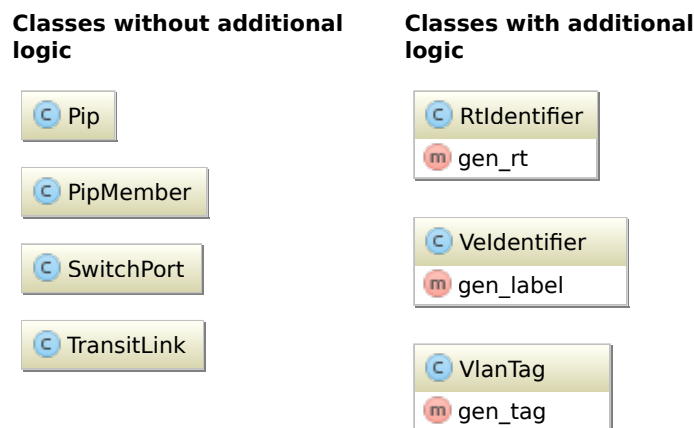 Classes without additional
logic
Pip
PipMember
SwitchPort
TransitLink
Classes with additional
logic
RtIdentifier
gen_rt
VeIdentifier
gen_label
VlanTag
gen_tag